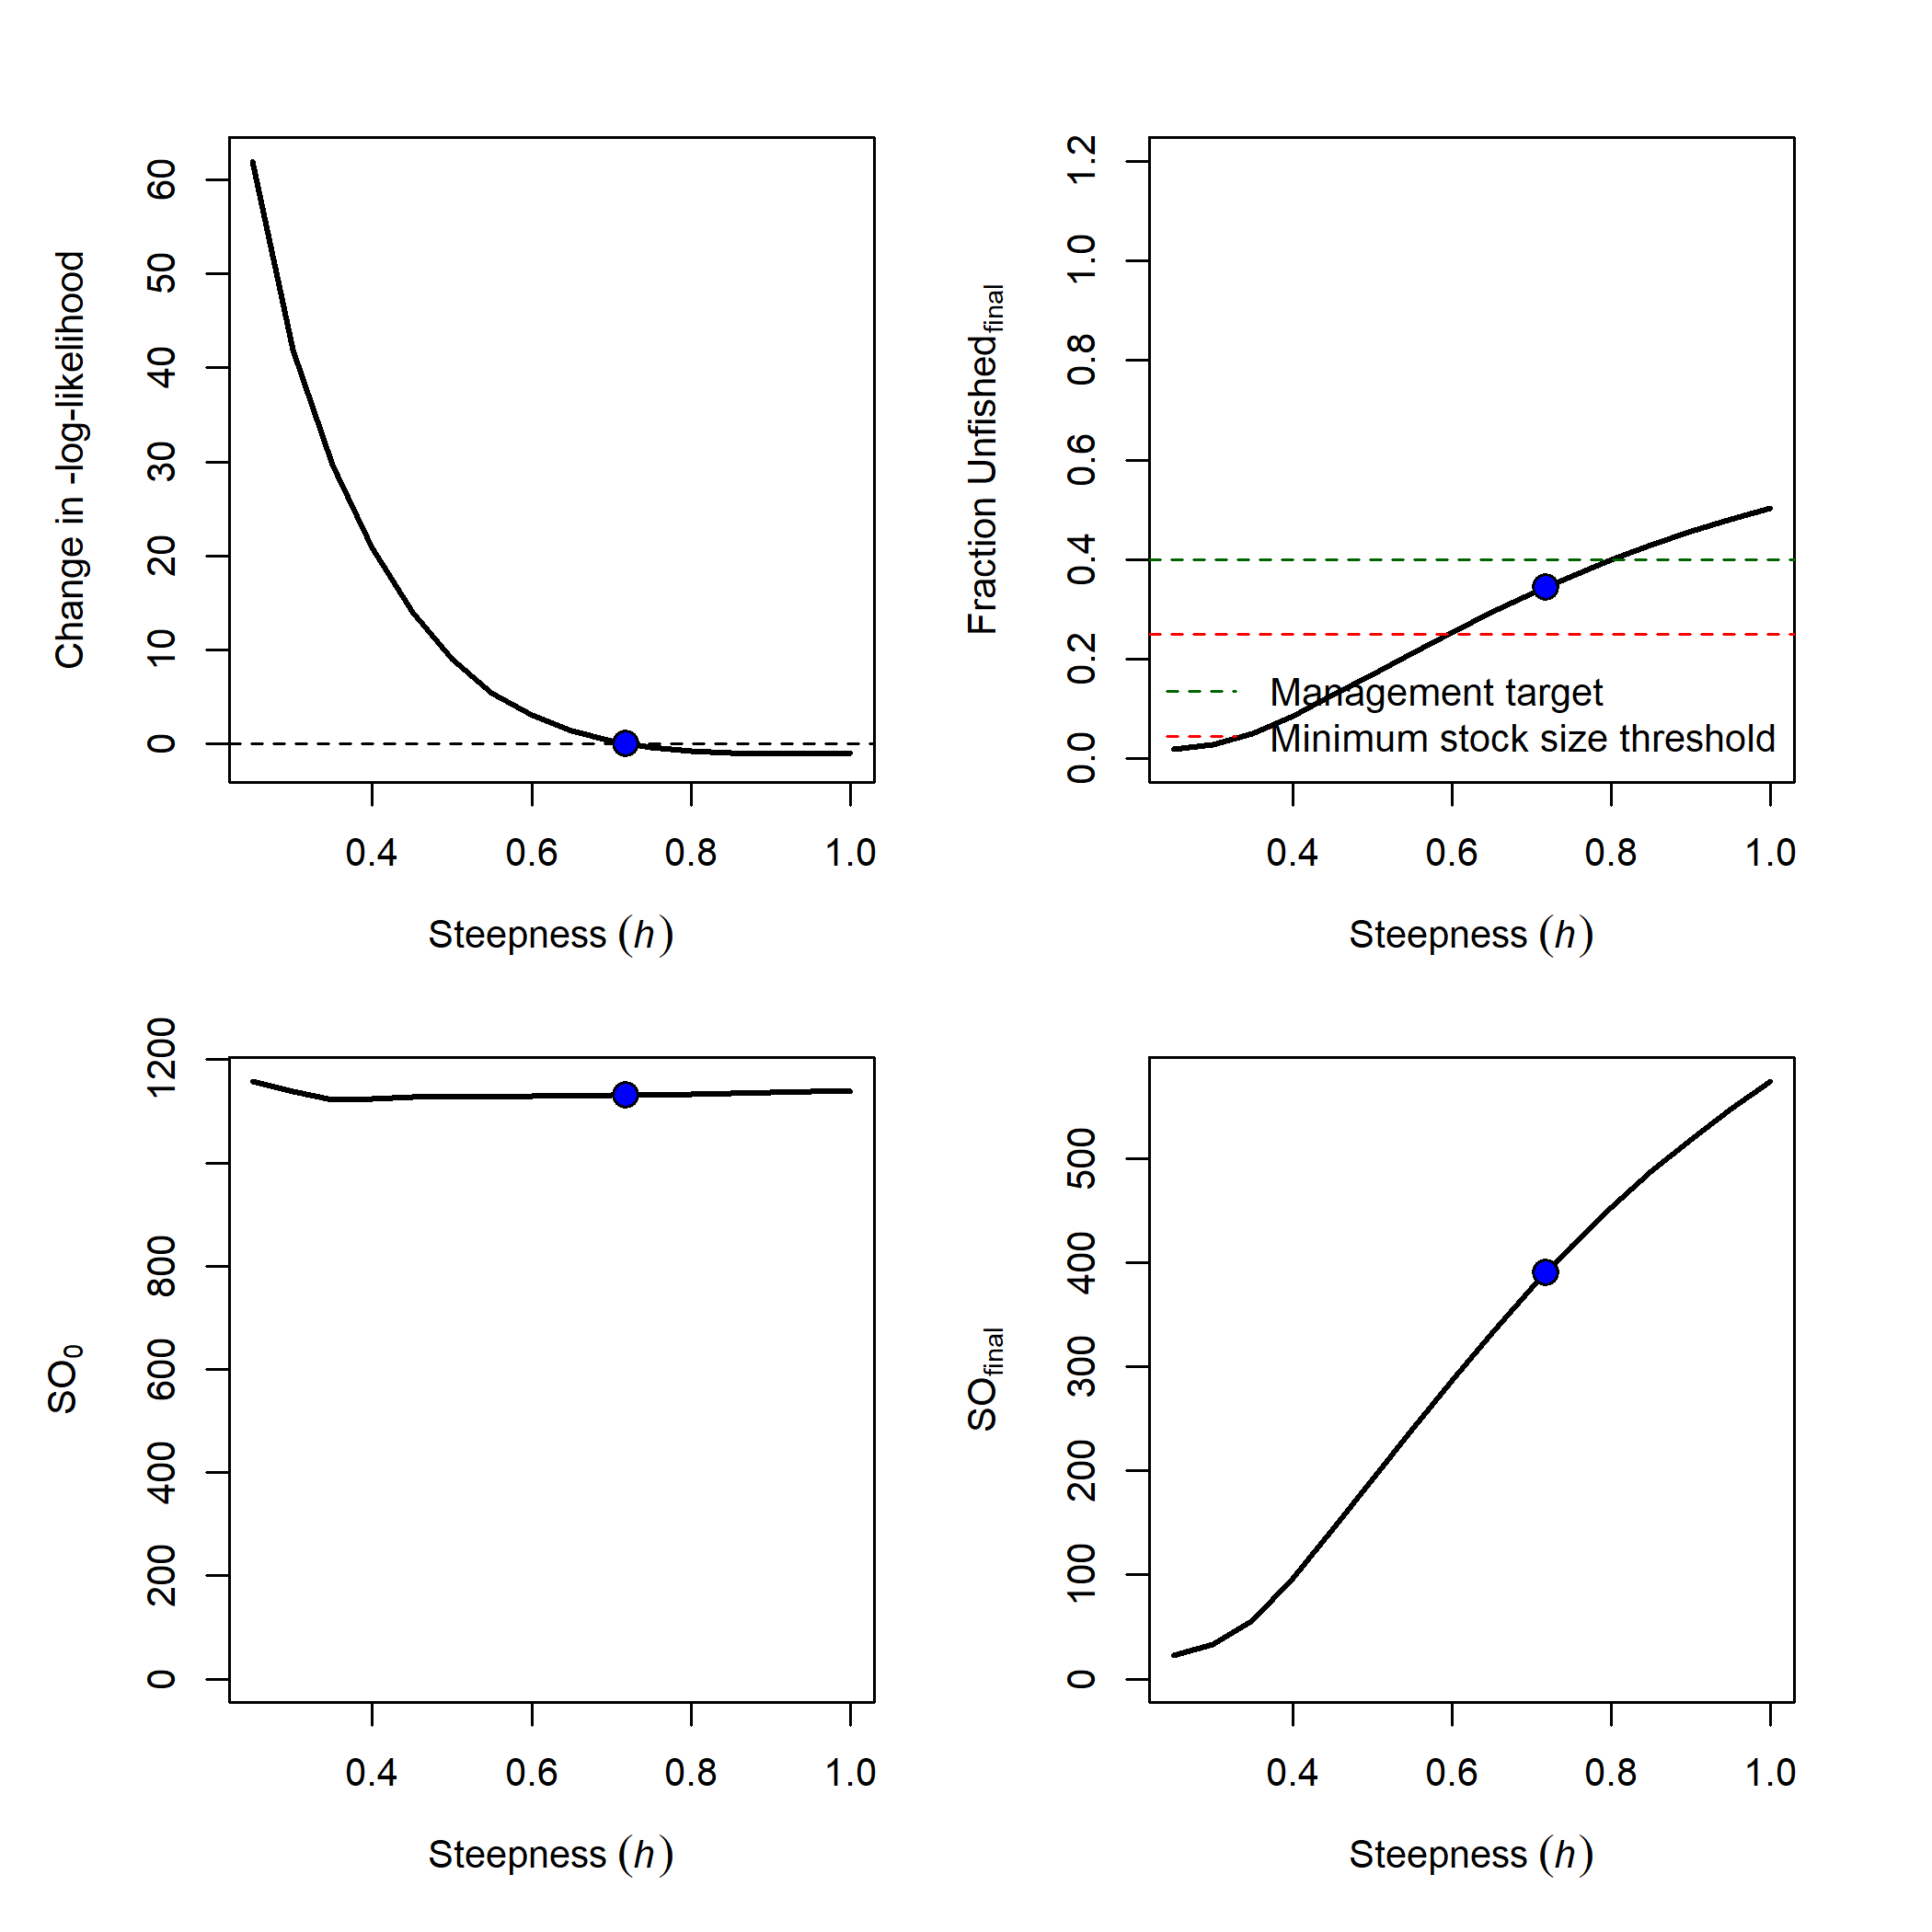 Change in -log-likelihood
0 10 20 30 40 50 60
0.4 0.6 0.8 1.0
Steepness (h)
Fraction Unfished final
0.0 0.2 0.4 0.6 0.8 1.0 1.2
Management target
Minimum stock size threshold
0.4 0.6 0.8 1.0
Steepness (h)
SO0
0 200 400 600 800 1200
0.4 0.6 0.8 1.0
Steepness (h)
SOfinal
0 100 200 300 400 500
0.4 0.6 0.8 1.0
Steepness (h)